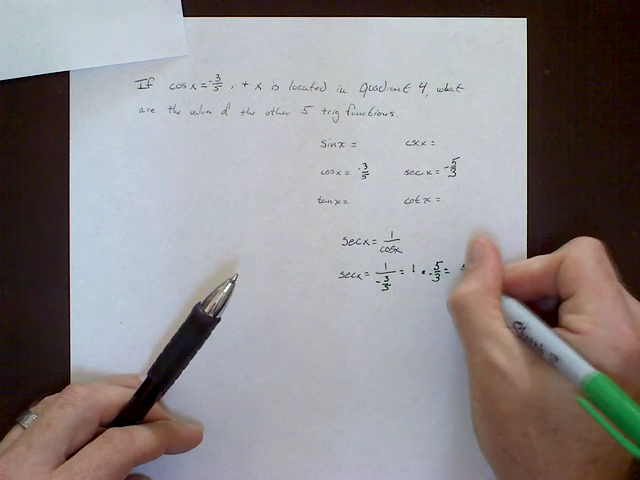 If cos x = -3/5, + x is located in Quadrant 4, what
are the values of the other 5 trig functions.
sin x = csc x =
cos x = -3/5 sec x = -5/3
tan x = cot x =
sec x = 1/cos x
sec x = 1/(-3/5) = 1 • -5/3 =
Sharpie